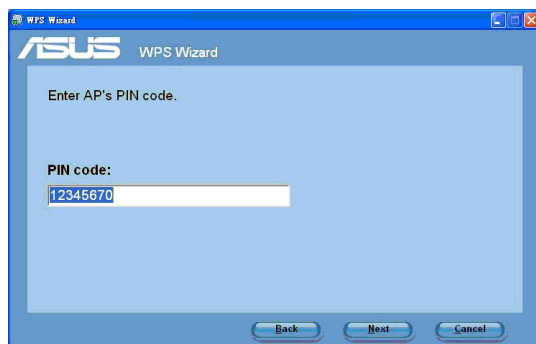 WPS Wizard
ASUS WPS Wizard
Enter AP's PIN code.
PIN code:
12345670
Back Next Cancel